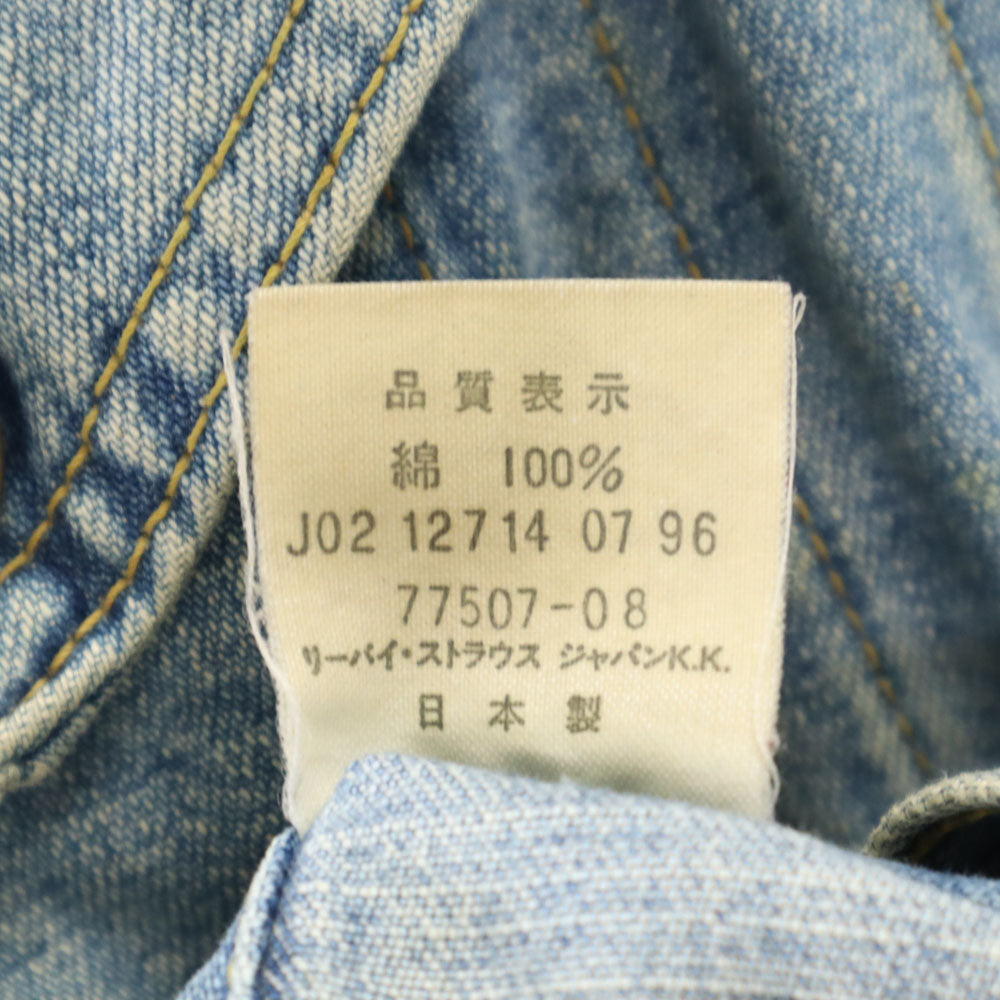 品質表示
綿 100%
J02 12714 07 96
77507-08
リーバイ・ストラウス ジャパンK.K.
日本製